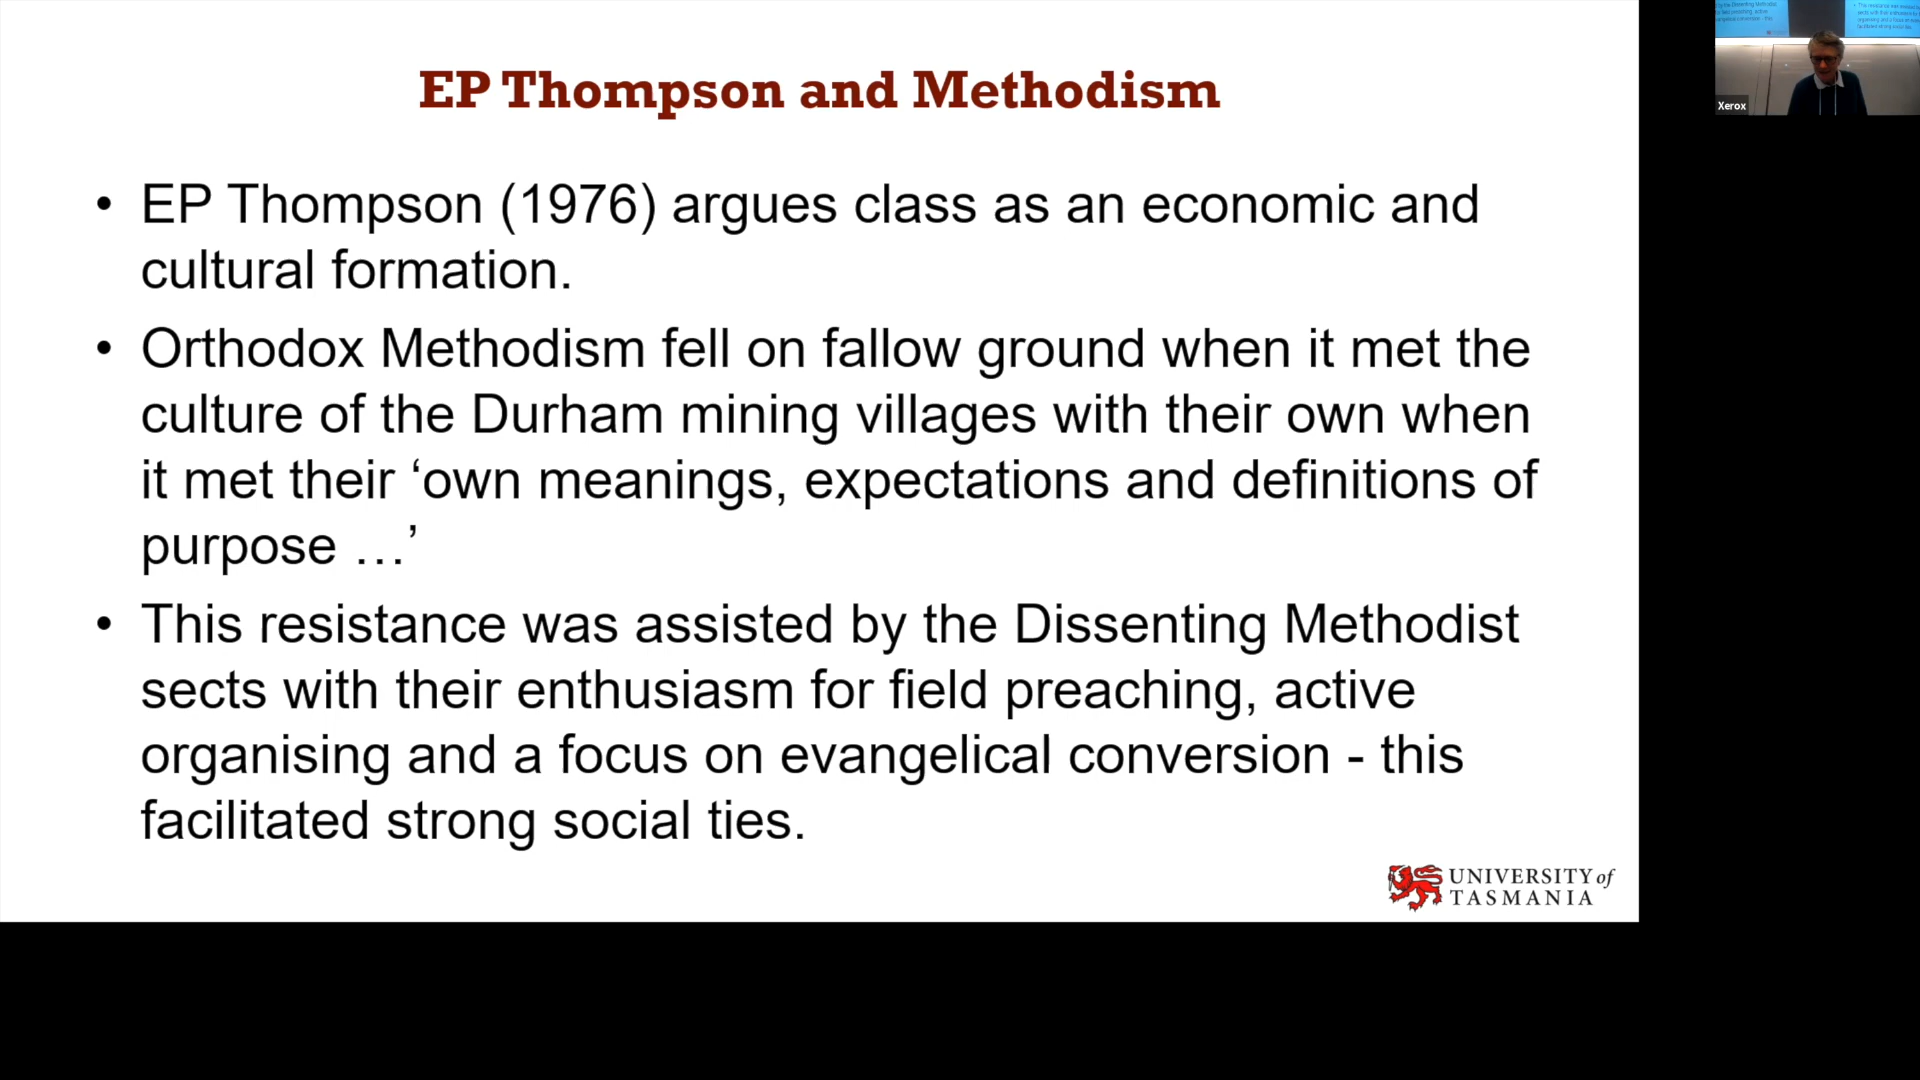 EP Thompson and Methodism
• EP Thompson (1976) argues class as an economic and
cultural formation.
• Orthodox Methodism fell on fallow ground when it met the
culture of the Durham mining villages with their own when
it met their ‘own meanings, expectations and definitions of
purpose …’
• This resistance was assisted by the Dissenting Methodist
sects with their enthusiasm for field preaching, active
organising and a focus on evangelical conversion - this
facilitated strong social ties.
UNIVERSITY of
TASMANIA
Xerox